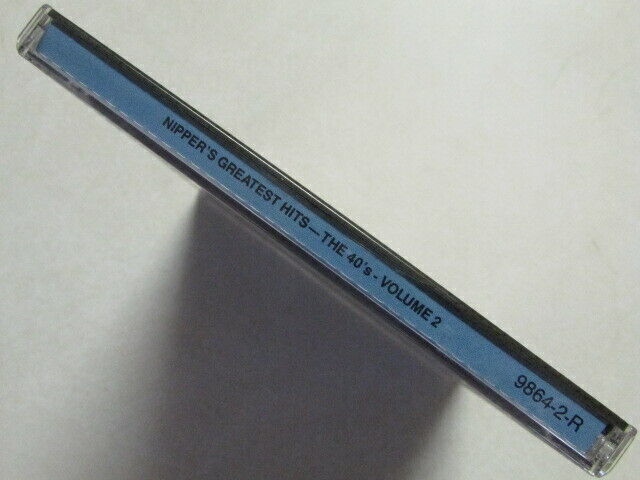 NIPPER'S GREATEST HITS—THE 40's-VOLUME 2
9864-2-R